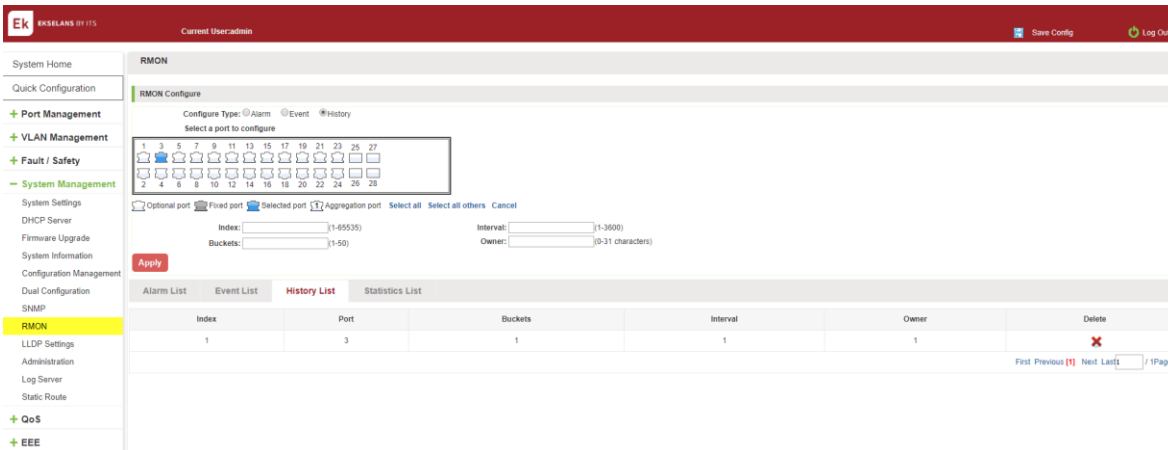 Ek EKSELANS BY ITS
Current User:admin
Save Config
Log Ou
System Home
Quick Configuration
+ Port Management
+ VLAN Management
+ Fault / Safety
− System Management
System Settings
DHCP Server
Firmware Upgrade
System Information
Configuration Management
Dual Configuration
SNMP
RMON
LLDP Settings
Administration
Log Server
Static Route
+ QoS
+ EEE
RMON
RMON Configure
Configure Type: Alarm Event History
Select a port to configure
1 3 5 7 9 11 13 15 17 19 21 23 25 27
2 4 6 8 10 12 14 16 18 20 22 24 26 28
Optional port Fixed port Selected port 1 Aggregation port Select all Select all others Cancel
Index: (1-65535) Interval: (1-3600)
Buckets: (1-50) Owner: (0-31 characters)
Apply
Alarm List Event List History List Statistics List
Index Port Buckets Interval Owner Delete
1 3 1 1 1
First Previous [1] Next Last 1 / 1Pag